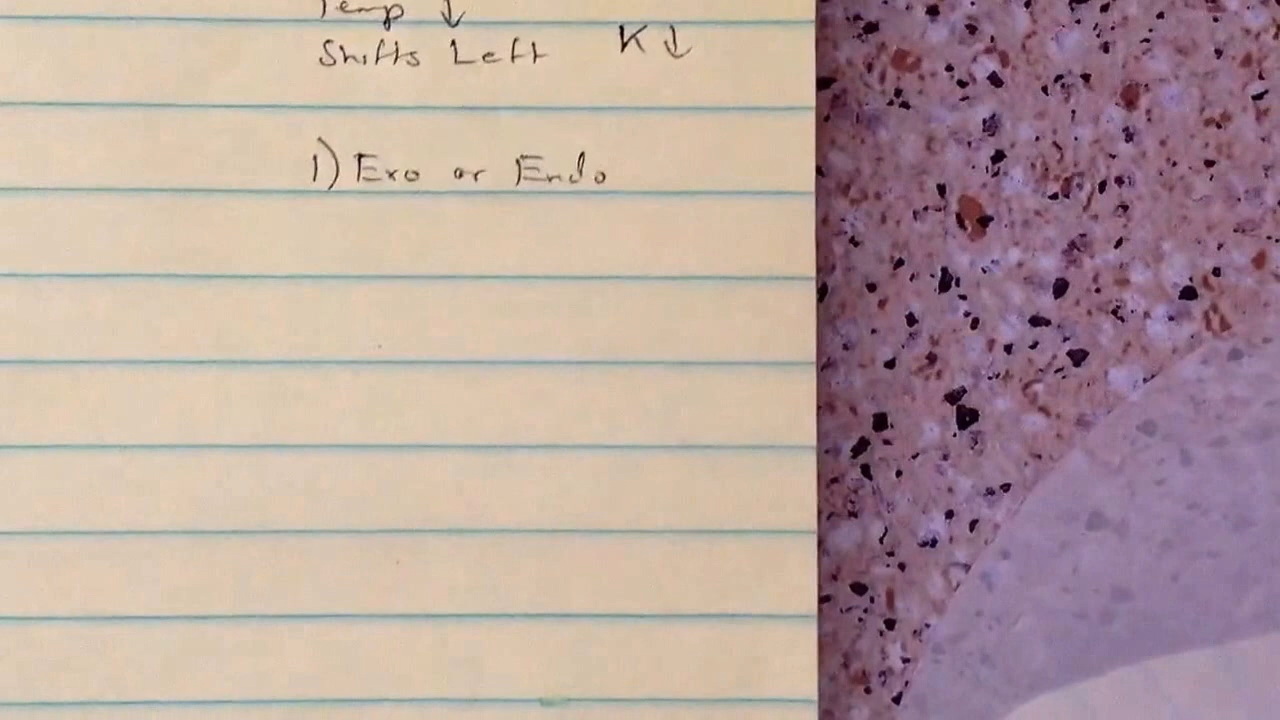 Temp ↓
Shifts Left K↓
1) Exo or Endo